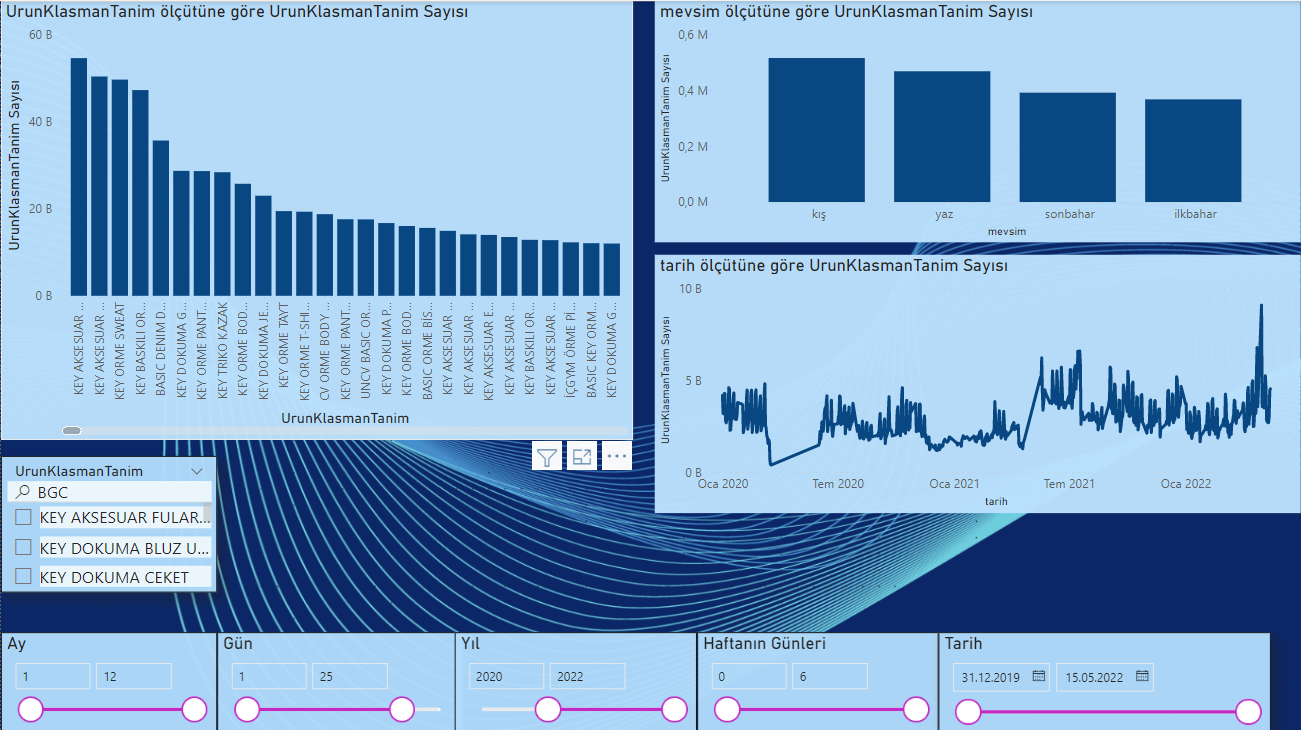 UrunKlasmanTanim ölçütüne göre UrunKlasmanTanim Sayısı
UrunKlasmanTanim Sayısı
60 B
40 B
20 B
0 B
KEY AKSESUAR ...
KEY AKSESUAR ...
KEY ORME SWEAT
KEY BASKILI OR...
BASIC DENIM D...
KEY DOKUMA G...
KEY ORME PANT...
KEY TRIKO KAZAK
KEY ORME BOD...
KEY DOKUMA JE...
KEY ORME TAYT
KEY ORME T-SHI...
CV ORME BODY ...
KEY ORME PANT...
UNCV BASIC OR...
KEY DOKUMA P...
KEY ORME BOD...
BASIC ORME BİS...
KEY AKSESUAR ...
KEY AKSESUAR ...
KEY AKSESUAR E...
KEY AKSESUAR ...
KEY BASKILI OR...
KEY AKSESUAR ...
İÇGYM ÖRME Pİ...
BASIC KEY ORM...
KEY DOKUMA G...
UrunKlasmanTanim
mevsim ölçütüne göre UrunKlasmanTanim Sayısı
UrunKlasmanTanim Sayısı
0,6 M
0,4 M
0,2 M
0,0 M
kış yaz sonbahar ilkbahar
mevsim
tarih ölçütüne göre UrunKlasmanTanim Sayısı
UrunKlasmanTanim Sayısı
10 B
5 B
0 B
Oca 2020 Tem 2020 Oca 2021 Tem 2021 Oca 2022
tarih
UrunKlasmanTanim
BGC
KEY AKSESUAR FULAR...
KEY DOKUMA BLUZ U...
KEY DOKUMA CEKET
Ay
1 12
Gün
1 25
Yıl
2020 2022
Haftanın Günleri
0 6
Tarih
31.12.2019 15.05.2022